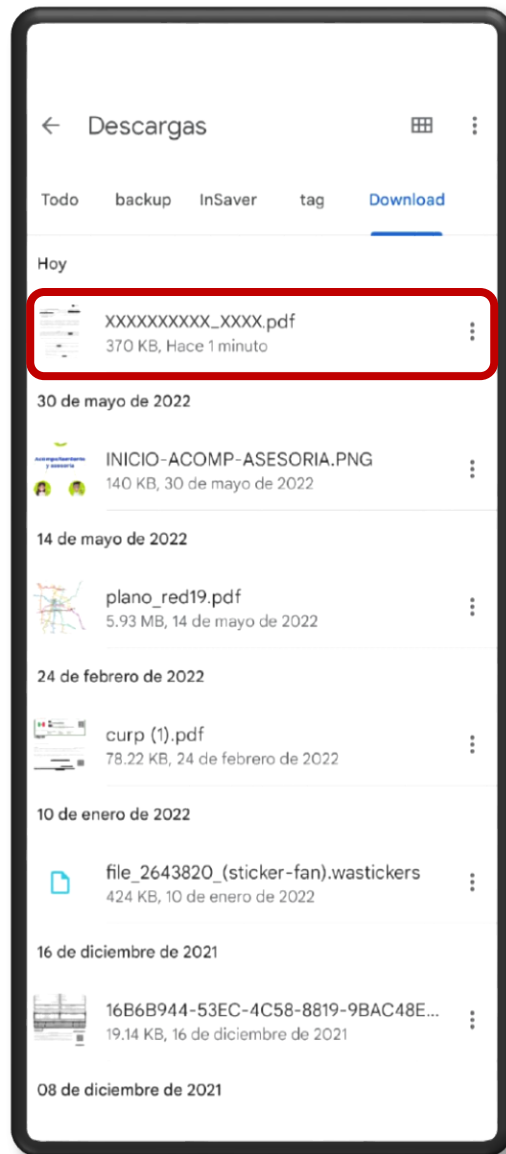 Descargas
Todo backup InSaver tag Download
Hoy
XXXXXXXXXX_XXXX.pdf
370 KB, Hace 1 minuto
30 de mayo de 2022
Acompañamiento
y asesoría
INICIO-ACOMP-ASESORIA.PNG
140 KB, 30 de mayo de 2022
14 de mayo de 2022
plano_red19.pdf
5.93 MB, 14 de mayo de 2022
24 de febrero de 2022
curp (1).pdf
78.22 KB, 24 de febrero de 2022
10 de enero de 2022
file_2643820_(sticker-fan).wastickers
424 KB, 10 de enero de 2022
16 de diciembre de 2021
16B6B944-53EC-4C58-8819-9BAC48E...
19.14 KB, 16 de diciembre de 2021
08 de diciembre de 2021